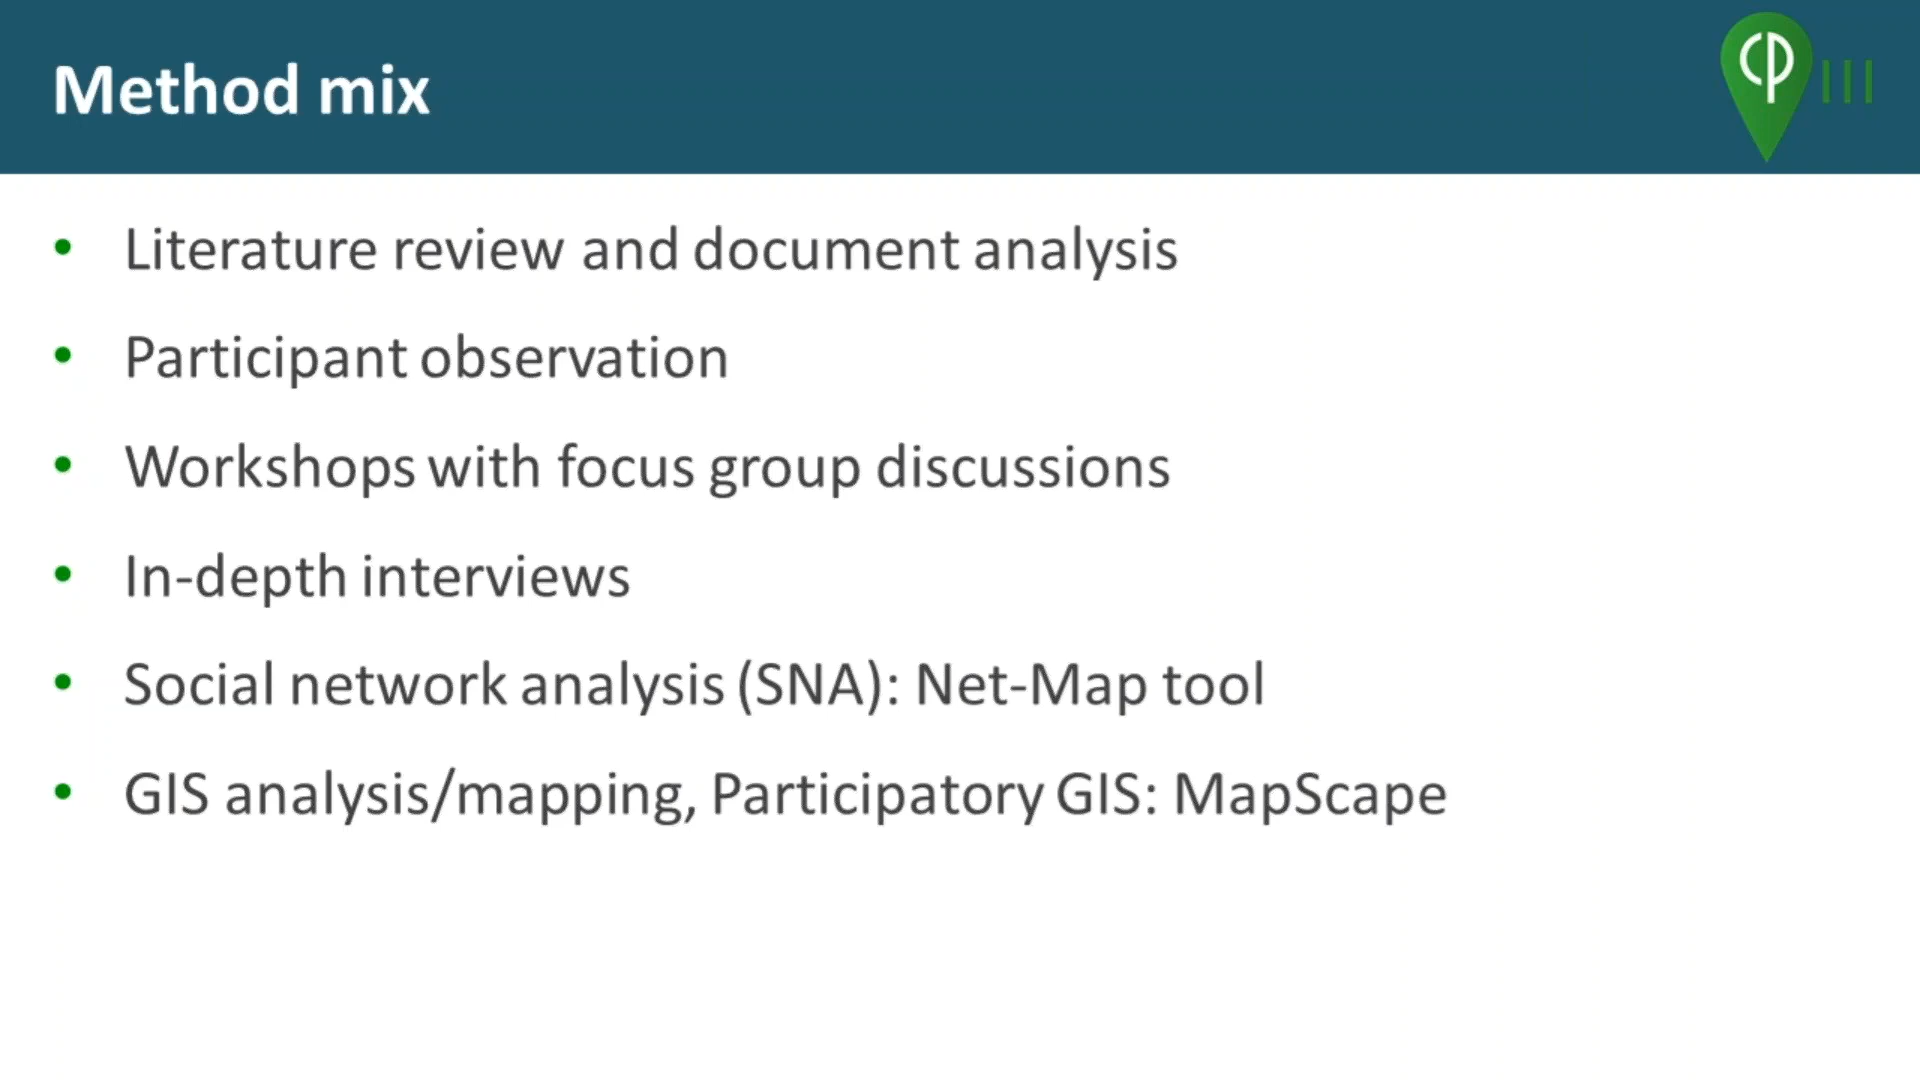 Method mix
• Literature review and document analysis
• Participant observation
• Workshops with focus group discussions
• In-depth interviews
• Social network analysis (SNA): Net-Map tool
• GIS analysis/mapping, Participatory GIS: MapScape